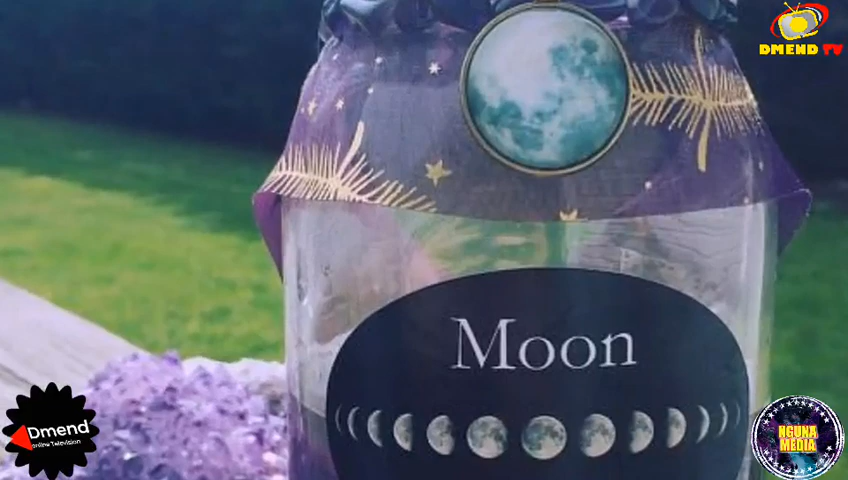 DMEND TV
Moon
Dmend
online Television
NGUNA
MEDIA